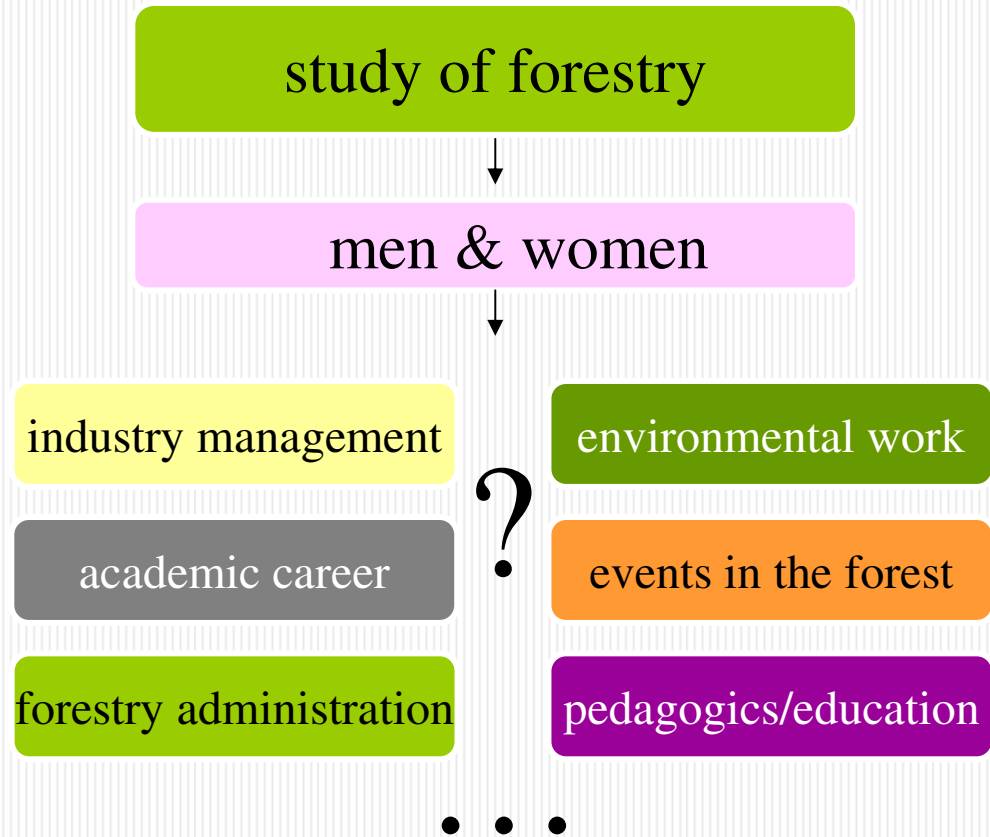 study of forestry
men & women
industry management
environmental work
?
academic career
events in the forest
forestry administration
pedagogics/education
...